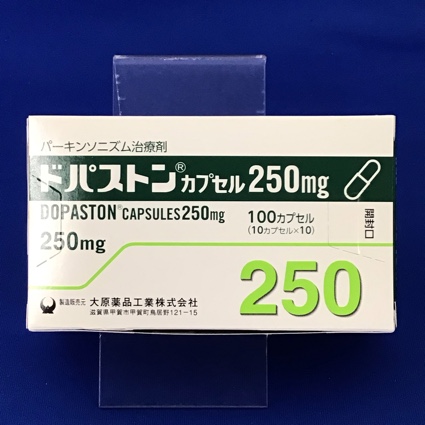 パーキンソニズム治療剤
ドパストン®カプセル250mg
DOPASTON® CAPSULES250mg
250mg
100カプセル
(10カプセル×10)
開封口
250
製造販売元 大原薬品工業株式会社
滋賀県甲賀市甲賀町鳥居野121-15